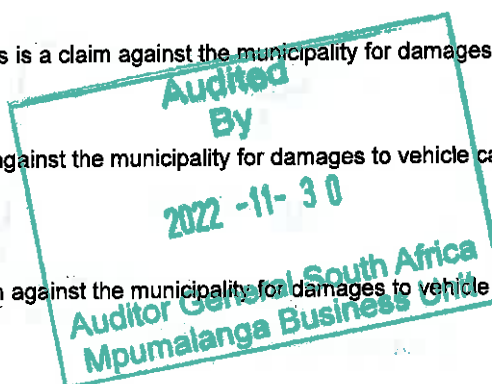 s is a claim against the municipality for damages
Audited
By
against the municipality for damages to vehicle ca
2022 -11- 30
against the municipality for damages to vehicle
Auditor General South Africa
Mpumalanga Business Unit